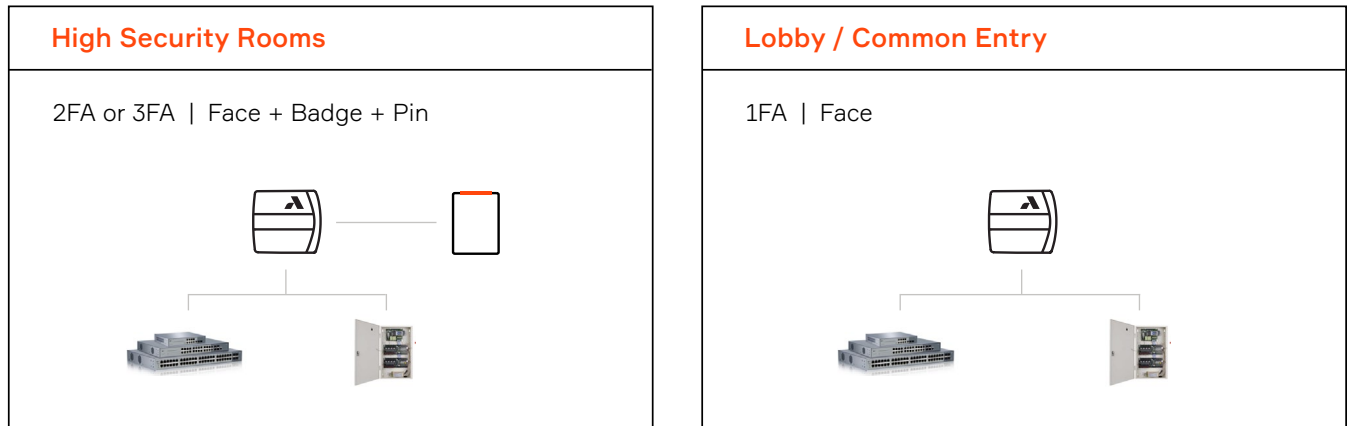 High Security Rooms
2FA or 3FA | Face + Badge + Pin
Lobby / Common Entry
1FA | Face